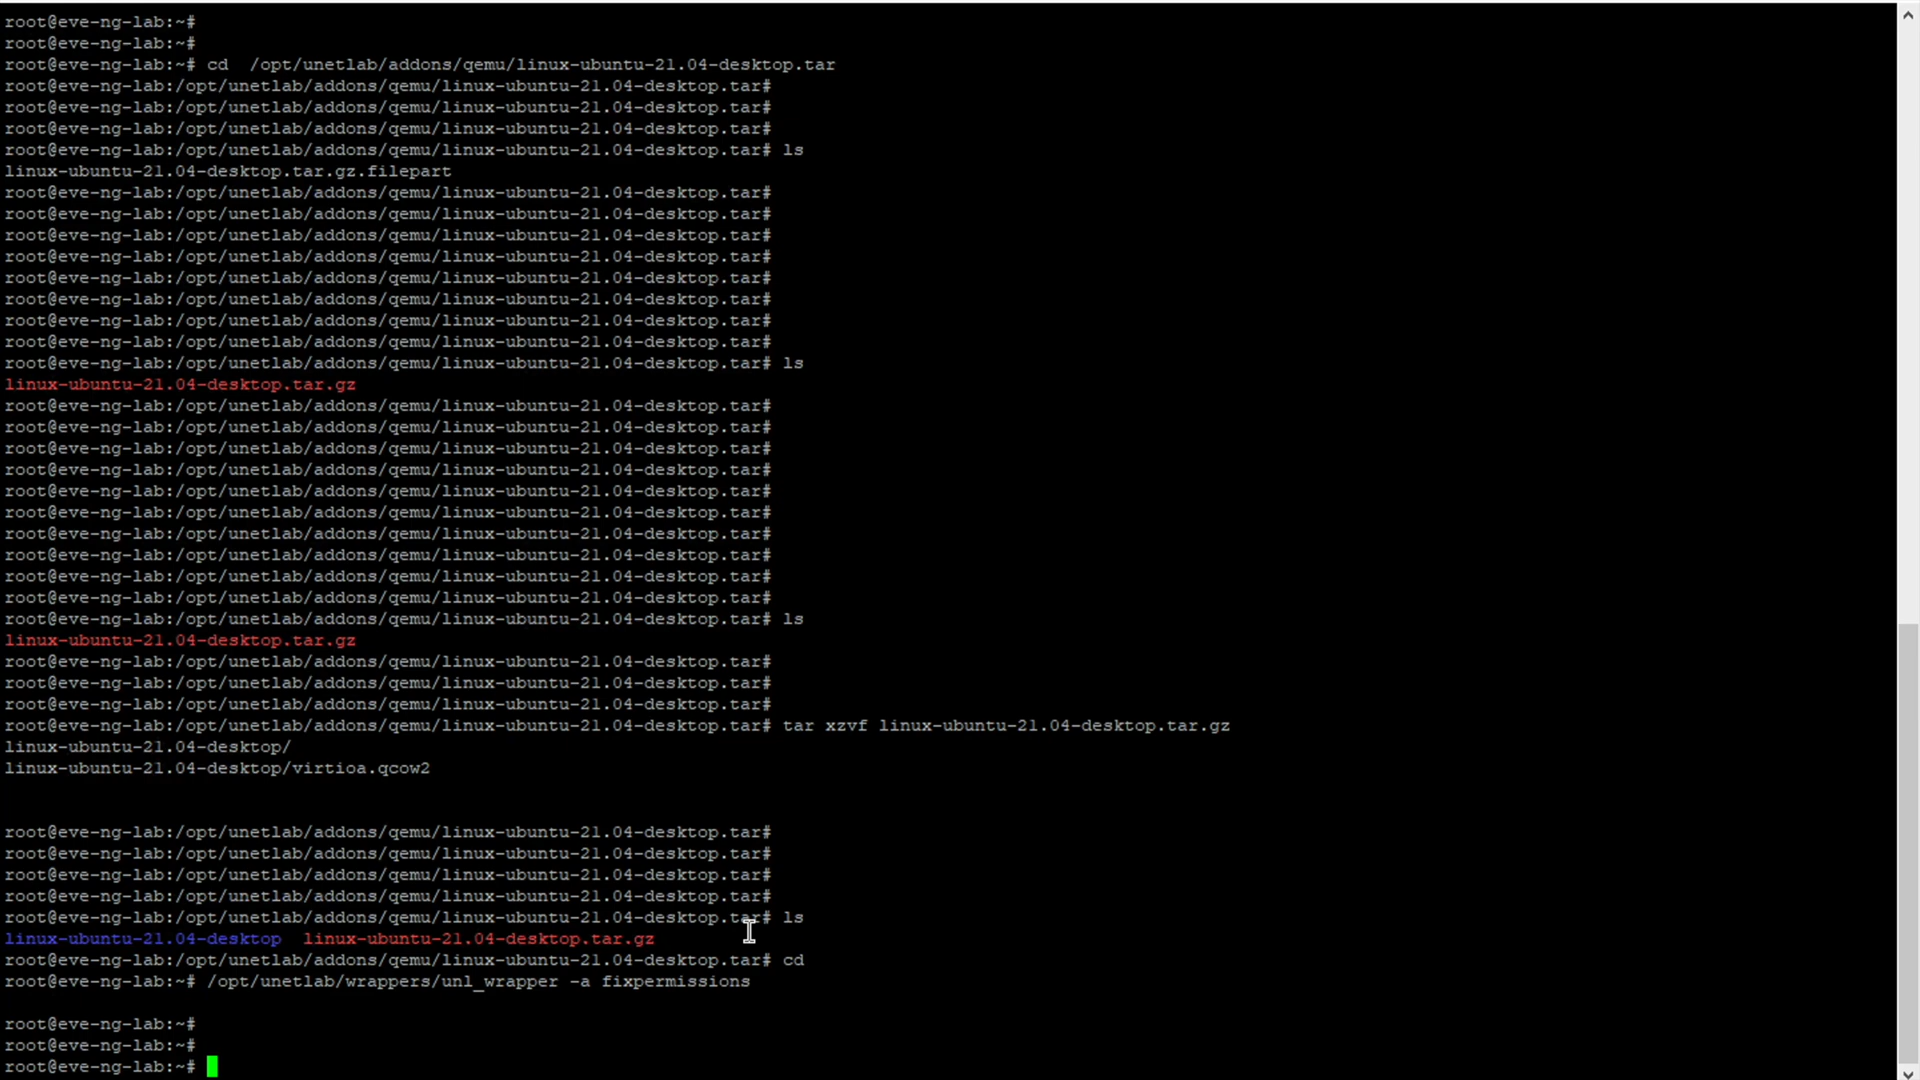 root@eve-ng-lab:~#
root@eve-ng-lab:~#
root@eve-ng-lab:~# cd  /opt/unetlab/addons/qemu/linux-ubuntu-21.04-desktop.tar
root@eve-ng-lab:/opt/unetlab/addons/qemu/linux-ubuntu-21.04-desktop.tar#
root@eve-ng-lab:/opt/unetlab/addons/qemu/linux-ubuntu-21.04-desktop.tar#
root@eve-ng-lab:/opt/unetlab/addons/qemu/linux-ubuntu-21.04-desktop.tar#
root@eve-ng-lab:/opt/unetlab/addons/qemu/linux-ubuntu-21.04-desktop.tar# ls
linux-ubuntu-21.04-desktop.tar.gz.filepart
root@eve-ng-lab:/opt/unetlab/addons/qemu/linux-ubuntu-21.04-desktop.tar#
root@eve-ng-lab:/opt/unetlab/addons/qemu/linux-ubuntu-21.04-desktop.tar#
root@eve-ng-lab:/opt/unetlab/addons/qemu/linux-ubuntu-21.04-desktop.tar#
root@eve-ng-lab:/opt/unetlab/addons/qemu/linux-ubuntu-21.04-desktop.tar#
root@eve-ng-lab:/opt/unetlab/addons/qemu/linux-ubuntu-21.04-desktop.tar#
root@eve-ng-lab:/opt/unetlab/addons/qemu/linux-ubuntu-21.04-desktop.tar#
root@eve-ng-lab:/opt/unetlab/addons/qemu/linux-ubuntu-21.04-desktop.tar#
root@eve-ng-lab:/opt/unetlab/addons/qemu/linux-ubuntu-21.04-desktop.tar#
root@eve-ng-lab:/opt/unetlab/addons/qemu/linux-ubuntu-21.04-desktop.tar# ls
linux-ubuntu-21.04-desktop.tar.gz
root@eve-ng-lab:/opt/unetlab/addons/qemu/linux-ubuntu-21.04-desktop.tar#
root@eve-ng-lab:/opt/unetlab/addons/qemu/linux-ubuntu-21.04-desktop.tar#
root@eve-ng-lab:/opt/unetlab/addons/qemu/linux-ubuntu-21.04-desktop.tar#
root@eve-ng-lab:/opt/unetlab/addons/qemu/linux-ubuntu-21.04-desktop.tar#
root@eve-ng-lab:/opt/unetlab/addons/qemu/linux-ubuntu-21.04-desktop.tar#
root@eve-ng-lab:/opt/unetlab/addons/qemu/linux-ubuntu-21.04-desktop.tar#
root@eve-ng-lab:/opt/unetlab/addons/qemu/linux-ubuntu-21.04-desktop.tar#
root@eve-ng-lab:/opt/unetlab/addons/qemu/linux-ubuntu-21.04-desktop.tar#
root@eve-ng-lab:/opt/unetlab/addons/qemu/linux-ubuntu-21.04-desktop.tar#
root@eve-ng-lab:/opt/unetlab/addons/qemu/linux-ubuntu-21.04-desktop.tar#
root@eve-ng-lab:/opt/unetlab/addons/qemu/linux-ubuntu-21.04-desktop.tar# ls
linux-ubuntu-21.04-desktop.tar.gz
root@eve-ng-lab:/opt/unetlab/addons/qemu/linux-ubuntu-21.04-desktop.tar#
root@eve-ng-lab:/opt/unetlab/addons/qemu/linux-ubuntu-21.04-desktop.tar#
root@eve-ng-lab:/opt/unetlab/addons/qemu/linux-ubuntu-21.04-desktop.tar#
root@eve-ng-lab:/opt/unetlab/addons/qemu/linux-ubuntu-21.04-desktop.tar# tar xzvf linux-ubuntu-21.04-desktop.tar.gz
linux-ubuntu-21.04-desktop/
linux-ubuntu-21.04-desktop/virtioa.qcow2
root@eve-ng-lab:/opt/unetlab/addons/qemu/linux-ubuntu-21.04-desktop.tar#
root@eve-ng-lab:/opt/unetlab/addons/qemu/linux-ubuntu-21.04-desktop.tar#
root@eve-ng-lab:/opt/unetlab/addons/qemu/linux-ubuntu-21.04-desktop.tar#
root@eve-ng-lab:/opt/unetlab/addons/qemu/linux-ubuntu-21.04-desktop.tar#
root@eve-ng-lab:/opt/unetlab/addons/qemu/linux-ubuntu-21.04-desktop.tar# ls
linux-ubuntu-21.04-desktop  linux-ubuntu-21.04-desktop.tar.gz
root@eve-ng-lab:/opt/unetlab/addons/qemu/linux-ubuntu-21.04-desktop.tar# cd
root@eve-ng-lab:~# /opt/unetlab/wrappers/unl_wrapper -a fixpermissions
root@eve-ng-lab:~#
root@eve-ng-lab:~#
root@eve-ng-lab:~#